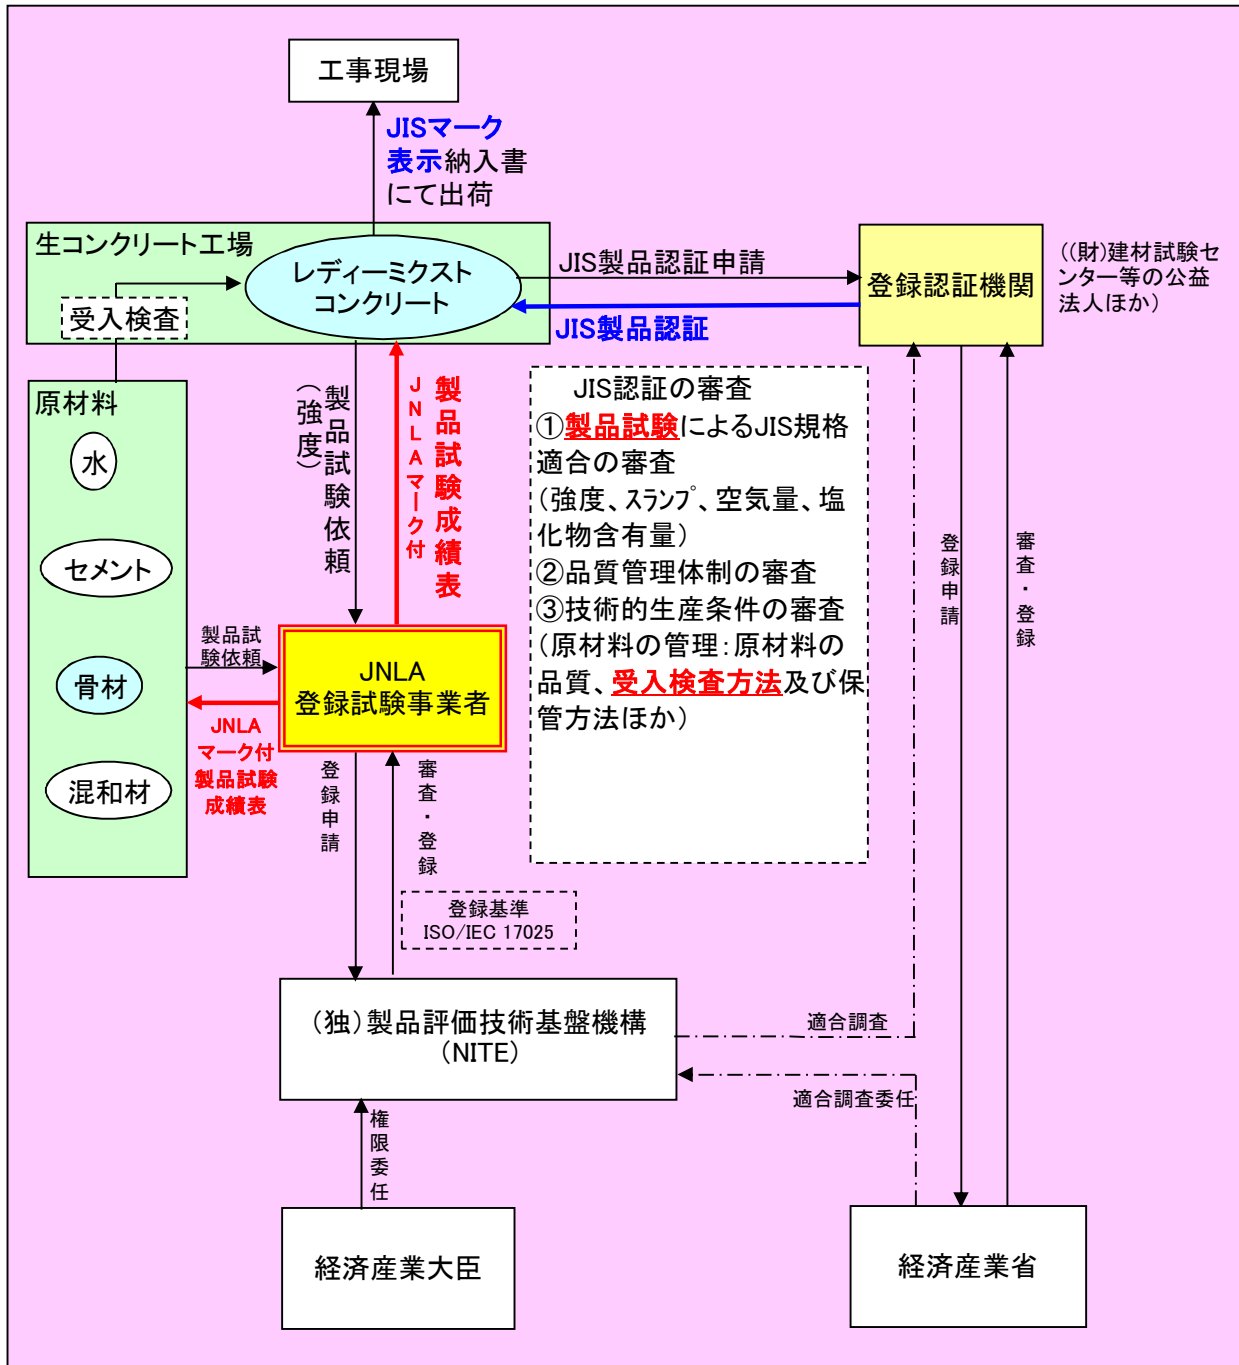 工事現場
JISマーク
表示納入書
にて出荷
生コンクリート工場
レディーミクスト
コンクリート
受入検査
JIS製品認証申請
JIS製品認証
登録認証機関
((財)建材試験セ
ンター等の公益
法人ほか)
原材料
水
セメント
骨材
混和材
製品試験依頼
(強度)
JNLAマーク付
製品試験成績表
JIS認証の審査
①製品試験によるJIS規格
適合の審査
(強度、スランプ、空気量、塩
化物含有量)
②品質管理体制の審査
③技術的生産条件の審査
(原材料の管理:原材料の
品質、受入検査方法及び保
管方法ほか)
登録申請
審査・登録
製品試
験依頼
JNLA
登録試験事業者
JNLA
マーク付
製品試験
成績表
登録申請
審査・登録
登録基準
ISO/IEC 17025
(独)製品評価技術基盤機構
(NITE)
適合調査
適合調査委任
権限委任
経済産業大臣
経済産業省